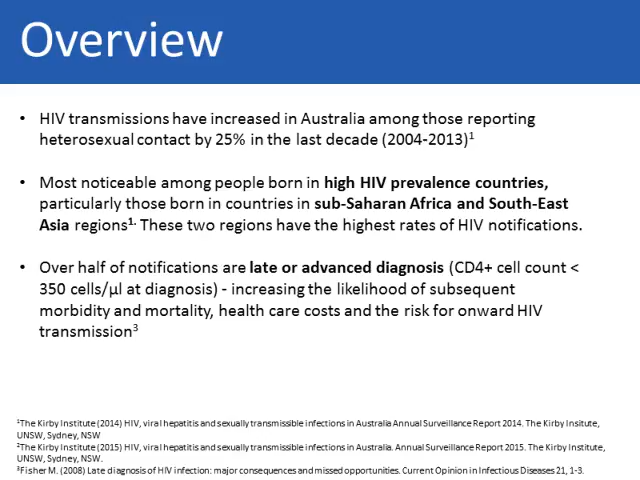 Overview
• HIV transmissions have increased in Australia among those reporting
heterosexual contact by 25% in the last decade (2004-2013)¹
• Most noticeable among people born in high HIV prevalence countries,
particularly those born in countries in sub-Saharan Africa and South-East
Asia regions¹· These two regions have the highest rates of HIV notifications.
• Over half of notifications are late or advanced diagnosis (CD4+ cell count <
350 cells/µl at diagnosis) - increasing the likelihood of subsequent
morbidity and mortality, health care costs and the risk for onward HIV
transmission³
¹The Kirby Institute (2014) HIV, viral hepatitis and sexually transmissible infections in Australia Annual Surveillance Report 2014. The Kirby Insitute,
UNSW, Sydney, NSW
²The Kirby Institute (2015) HIV, viral hepatitis and sexually transmissible infections in Australia. Annual Surveillance Report 2015. The Kirby Institute,
UNSW, Sydney, NSW.
³Fisher M. (2008) Late diagnosis of HIV infection: major consequences and missed opportunities. Current Opinion in Infectious Diseases 21, 1-3.